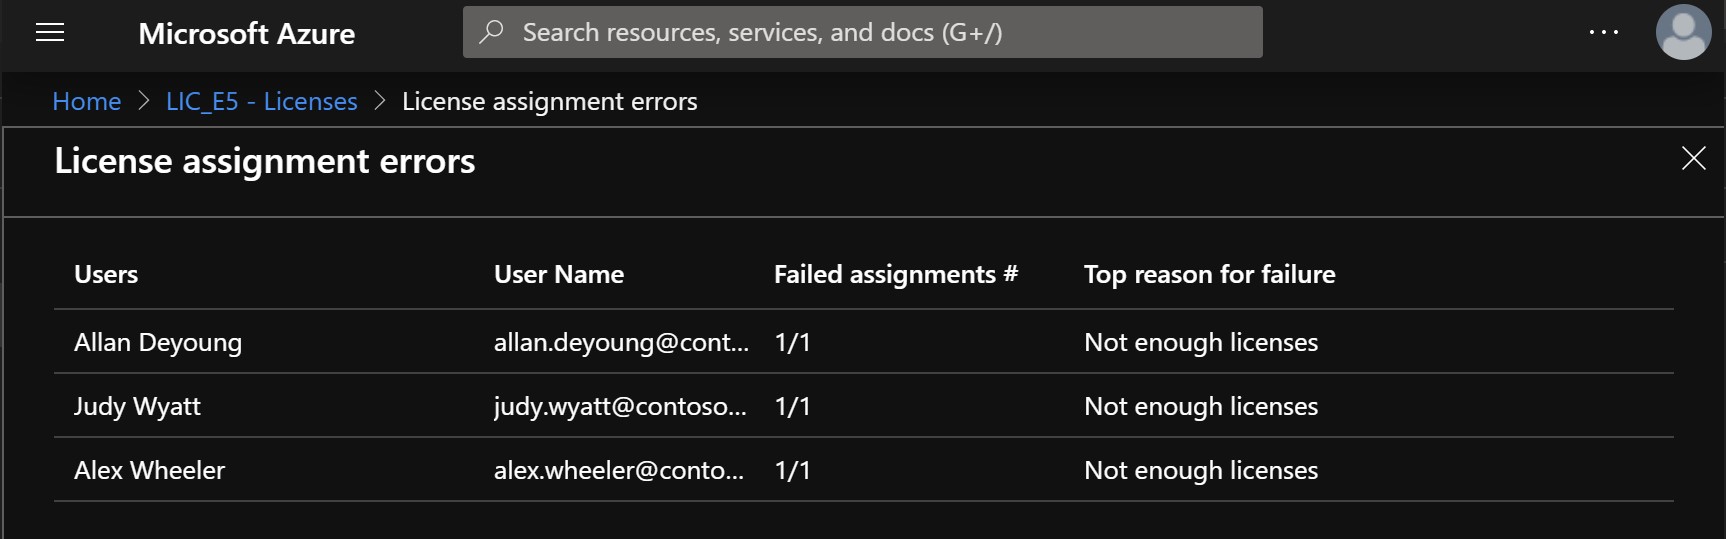 Microsoft Azure Search resources, services, and docs (G+/) ...
Home > LIC_E5 - Licenses > License assignment errors
License assignment errors
Users User Name Failed assignments # Top reason for failure
Allan Deyoung allan.deyoung@cont... 1/1 Not enough licenses
Judy Wyatt judy.wyatt@contoso... 1/1 Not enough licenses
Alex Wheeler alex.wheeler@conto... 1/1 Not enough licenses